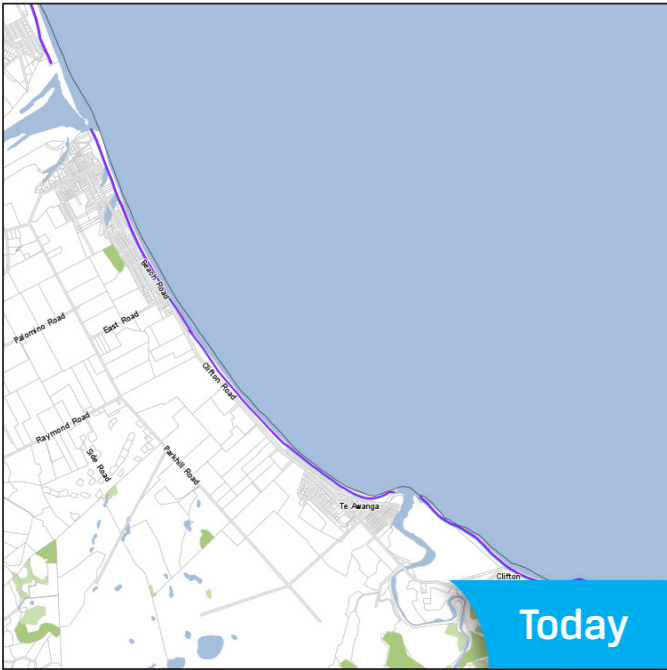 Beach Road
Palomino Road
East Road
Clifton Road
Raymond Road
Side Road
Parkhill Road
Te Awanga
Clifton
Today